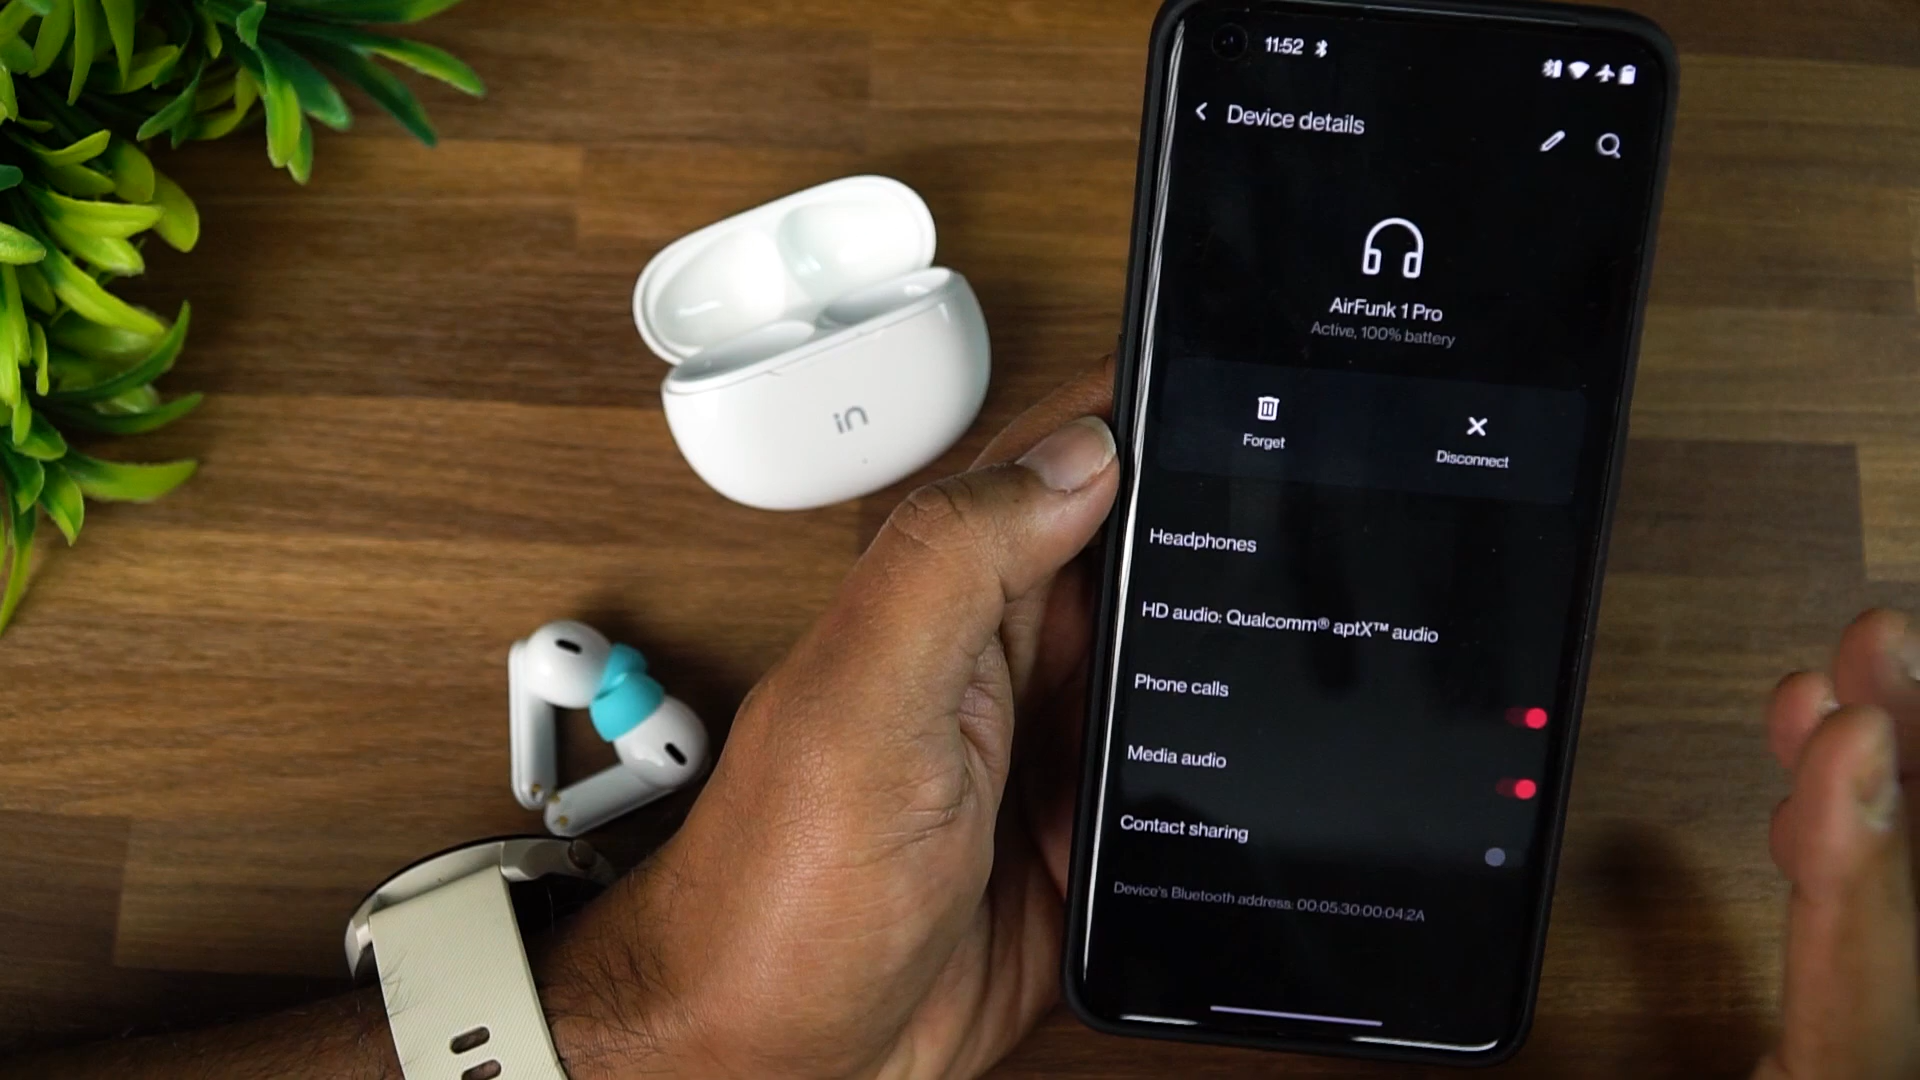 11:52
Device details
AirFunk 1 Pro
Active, 100% battery
Forget
Disconnect
Headphones
HD audio: Qualcomm® aptX™ audio
Phone calls
Media audio
Contact sharing
Device's Bluetooth address: 00:05:30:00:04:2A
in